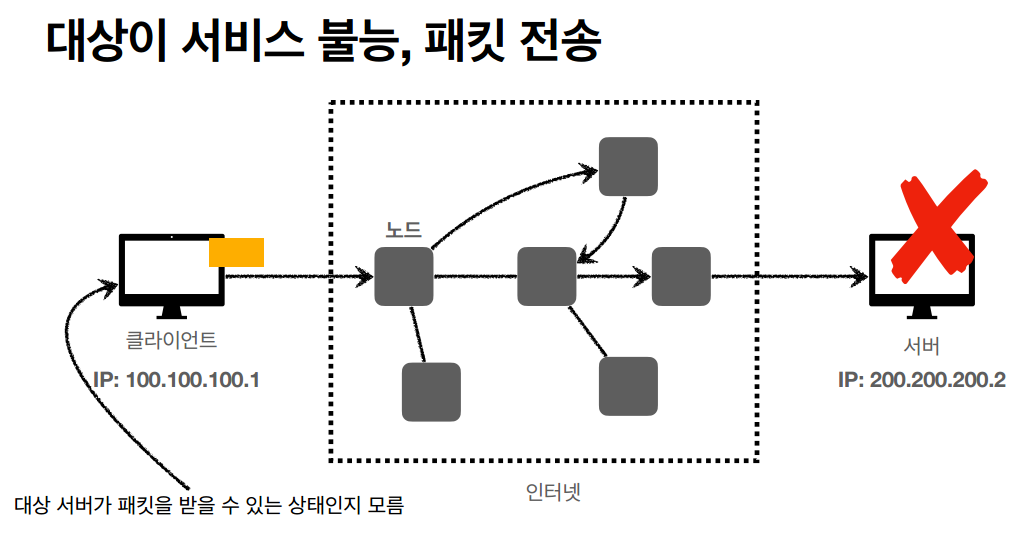 대상이 서비스 불능, 패킷 전송
노드
클라이언트
IP: 100.100.100.1
서버
IP: 200.200.200.2
인터넷
대상 서버가 패킷을 받을 수 있는 상태인지 모름